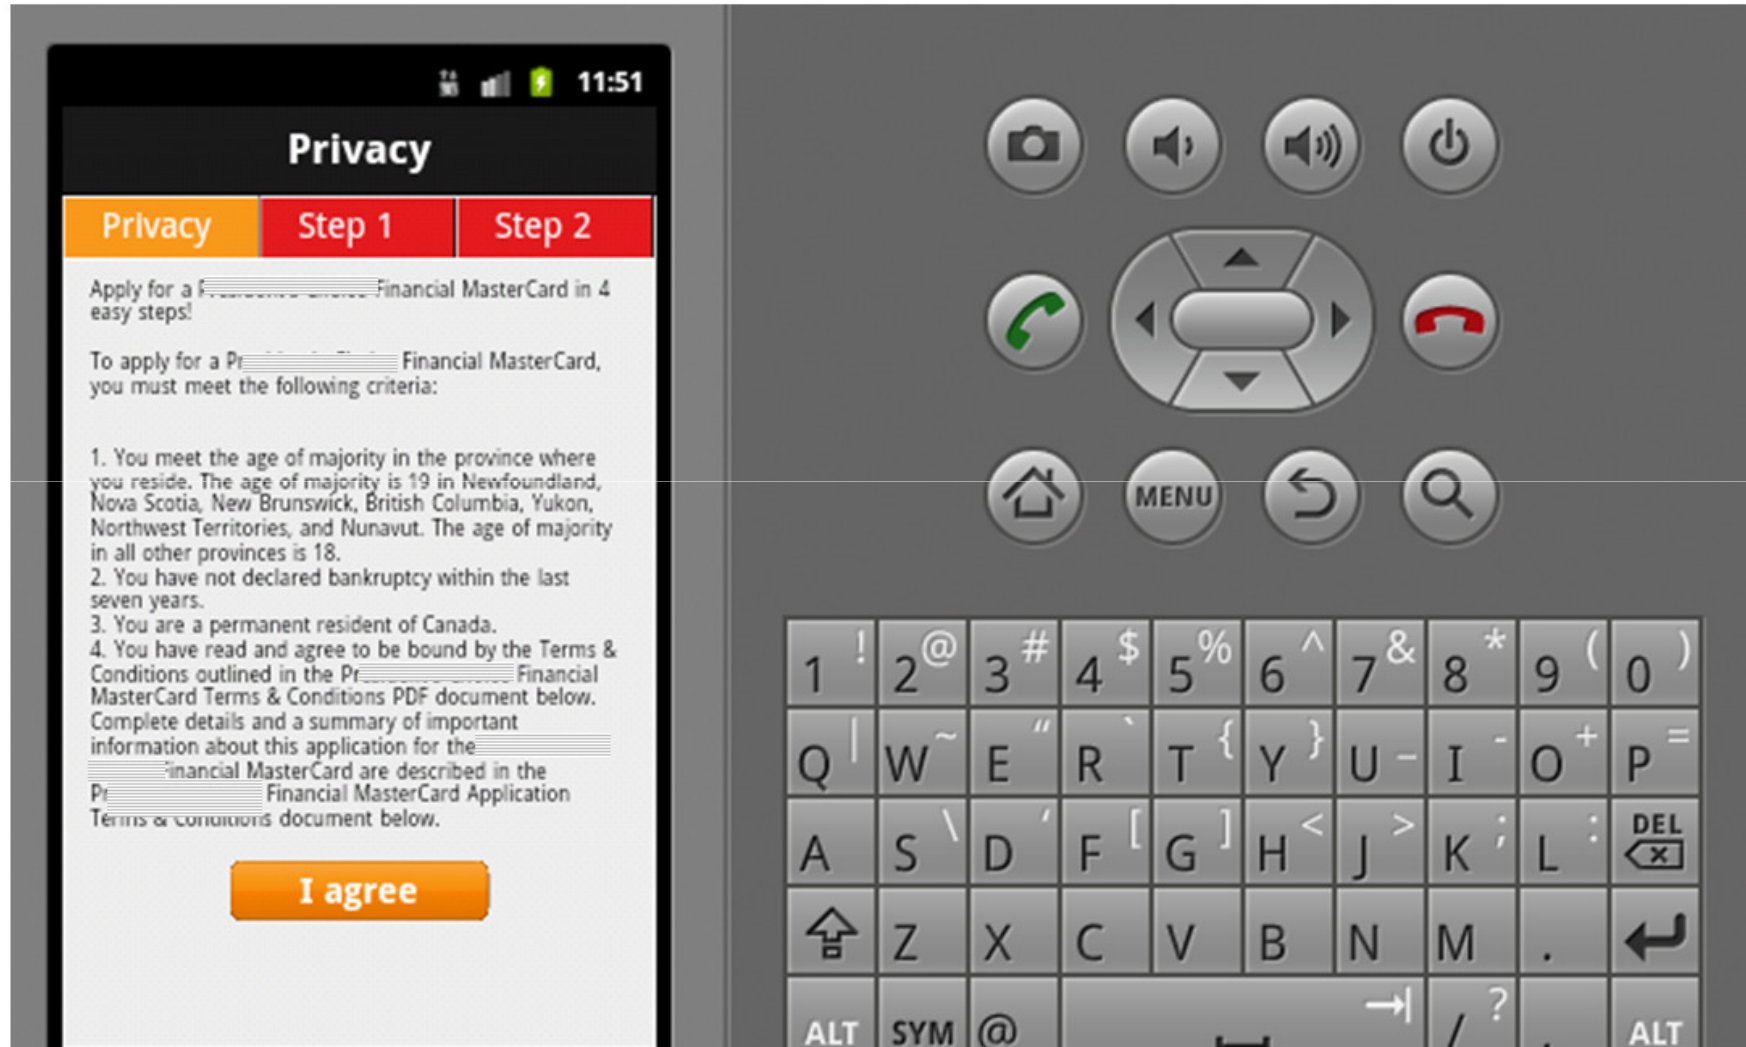 11:51
Privacy
Privacy Step 1 Step 2
Apply for a Financial MasterCard in 4
easy steps!
To apply for a Financial MasterCard,
you must meet the following criteria:
1. You meet the age of majority in the province where
you reside. The age of majority is 19 in Newfoundland,
Nova Scotia, New Brunswick, British Columbia, Yukon,
Northwest Territories, and Nunavut. The age of majority
in all other provinces is 18.
2. You have not declared bankruptcy within the last
seven years.
3. You are a permanent resident of Canada.
4. You have read and agree to be bound by the Terms &
Conditions outlined in the Financial
MasterCard Terms & Conditions PDF document below.
Complete details and a summary of important
information about this application for the
Financial MasterCard are described in the
Financial MasterCard Application
Terms & Conditions document below.
I agree
MENU
1 ! 2 @ 3 # 4 $ 5 % 6 ^ 7 & 8 * 9 ( 0 )
Q | W ~ E “ R ` T { Y } U _ I - O + P =
A S \ D ' F [ G ] H < J > K ; L : DEL
Z X C V B N M .
ALT SYM @ / ? , ALT